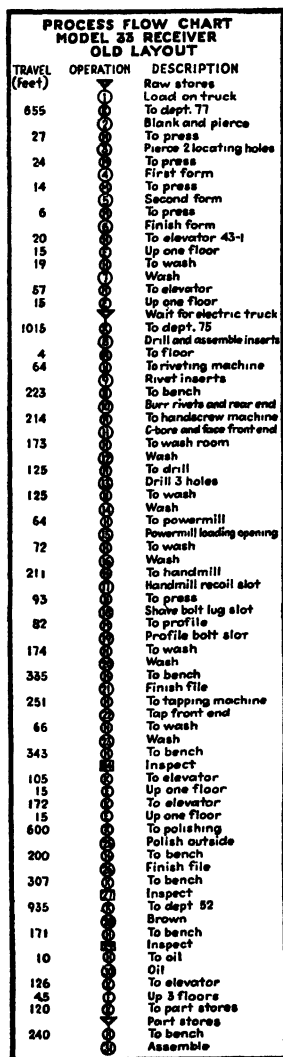 PROCESS FLOW CHART
MODEL 33 RECEIVER
OLD LAYOUT
TRAVEL (feet) OPERATION DESCRIPTION
Raw stores
1 Load on truck
655 To dept. 77
2 Blank and pierce
27 To press
Pierce 2 locating holes
24 To press
4 First form
14 To press
5 Second form
6 To press
Finish form
20 To elevator 43-1
15 Up one floor
19 To wash
Wash
57 To elevator
15 Up one floor
Wait for electric truck
1015 To dept. 75
Drill and assemble inserts
4 To floor
64 To riveting machine
Rivet inserts
223 To bench
Burr rivets and rear end
214 To handscrew machine
C-bore and face front end
173 To wash room
Wash
125 To drill
Drill 3 holes
125 To wash
Wash
64 To powermill
Powermill loading opening
72 To wash
Wash
211 To handmill
Handmill recoil slot
93 To press
Shave bolt lug slot
82 To profile
Profile bolt slot
174 To wash
Wash
385 To bench
Finish file
251 To tapping machine
Tap front end
66 To wash
Wash
343 To bench
Inspect
105 To elevator
15 Up one floor
172 To elevator
15 Up one floor
600 To polishing
Polish outside
200 To bench
Finish file
307 To bench
Inspect
935 To dept 52
Brown
171 To bench
Inspect
10 To oil
Oil
126 To elevator
45 Up 3 floors
120 To part stores
Part stores
240 To bench
Assemble